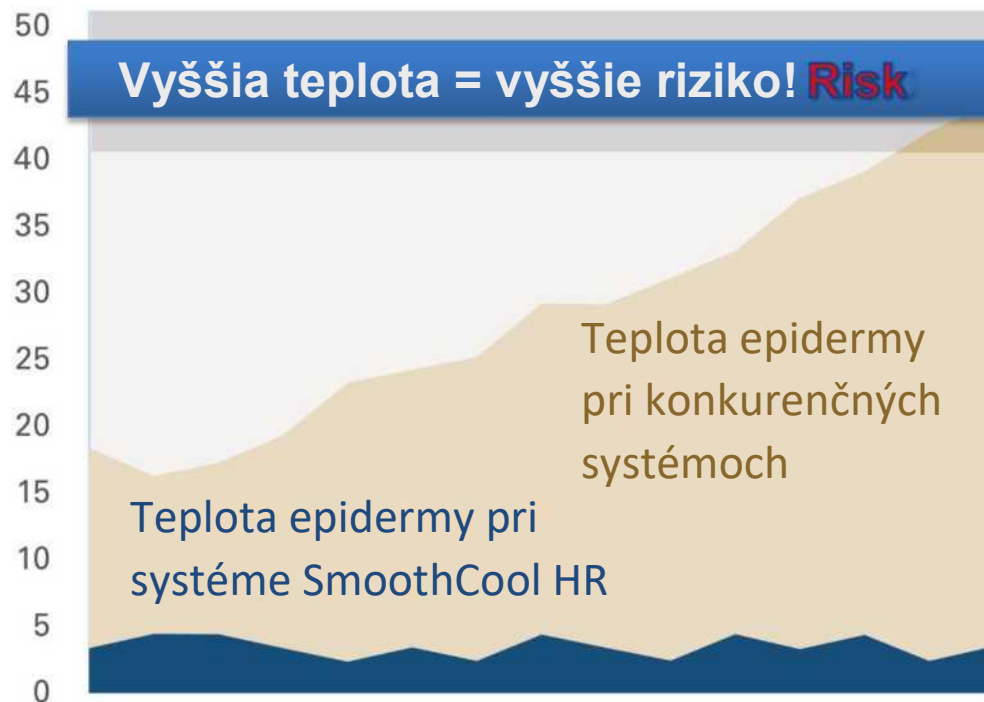 50
Vyššia teplota = vyššie riziko! Risk
45
40
35
30
25
20
15
10
5
0
Teplota epidermy
pri konkurenčných
systémoch
Teplota epidermy pri
systéme SmoothCool HR